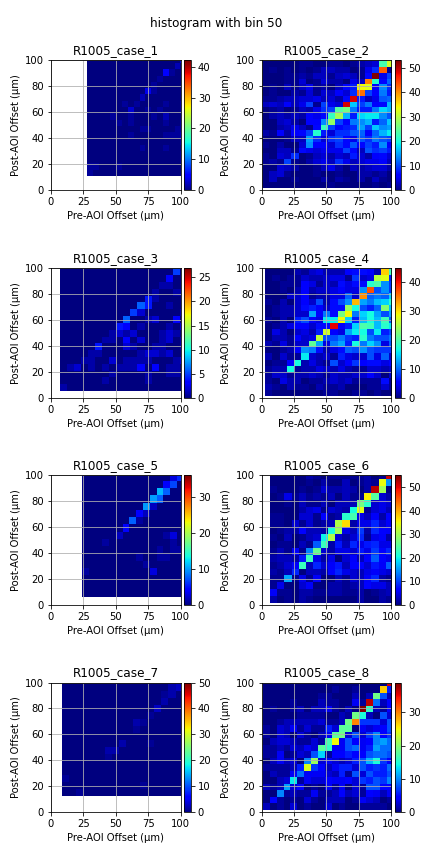 histogram with bin 50
R1005_case_1
Post-AOI Offset (µm)
100
80
60
40
20
0
0 25 50 75 100
Pre-AOI Offset (µm)
40
30
20
10
0
R1005_case_2
Post-AOI Offset (µm)
100
80
60
40
20
0
0 25 50 75 100
Pre-AOI Offset (µm)
50
40
30
20
10
0
R1005_case_3
Post-AOI Offset (µm)
100
80
60
40
20
0
0 25 50 75 100
Pre-AOI Offset (µm)
25
20
15
10
5
0
R1005_case_4
Post-AOI Offset (µm)
100
80
60
40
20
0
0 25 50 75 100
Pre-AOI Offset (µm)
40
30
20
10
0
R1005_case_5
Post-AOI Offset (µm)
100
80
60
40
20
0
0 25 50 75 100
Pre-AOI Offset (µm)
30
20
10
0
R1005_case_6
Post-AOI Offset (µm)
100
80
60
40
20
0
0 25 50 75 100
Pre-AOI Offset (µm)
50
40
30
20
10
0
R1005_case_7
Post-AOI Offset (µm)
100
80
60
40
20
0
0 25 50 75 100
Pre-AOI Offset (µm)
50
40
30
20
10
0
R1005_case_8
Post-AOI Offset (µm)
100
80
60
40
20
0
0 25 50 75 100
Pre-AOI Offset (µm)
30
20
10
0